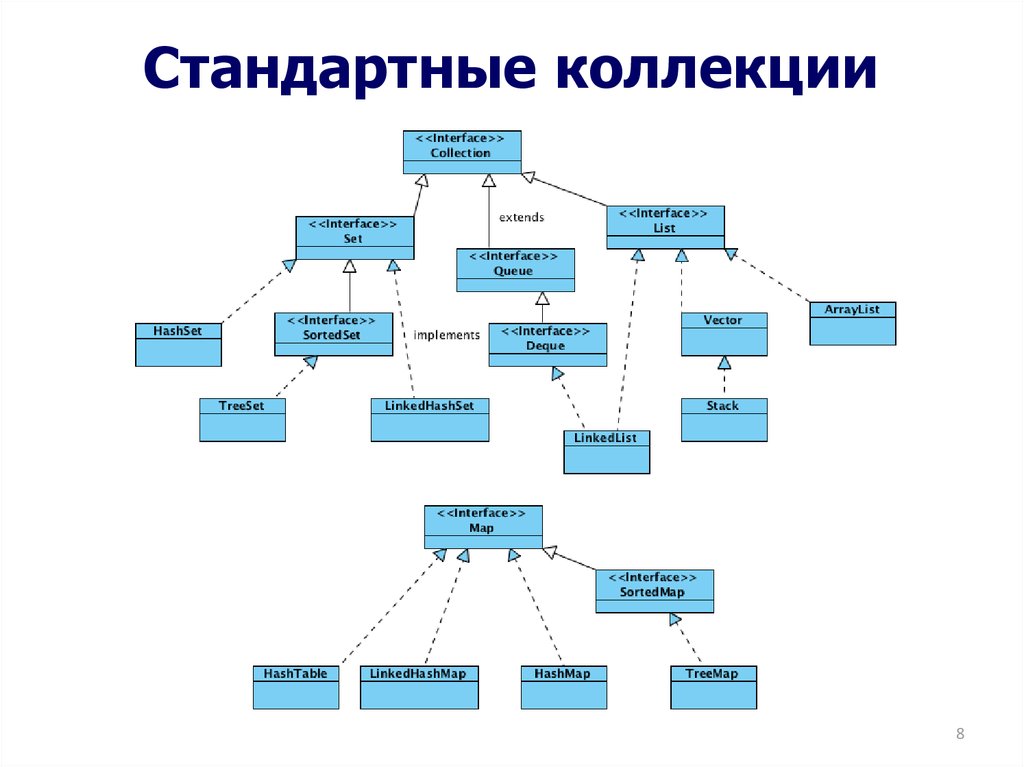 Стандартные коллекции
<<Interface>>
Collection
extends
<<Interface>>
List
<<Interface>>
Set
<<Interface>>
Queue
ArrayList
<<Interface>>
SortedSet
Vector
HashSet
implements
<<Interface>>
Deque
TreeSet
LinkedHashSet
Stack
LinkedList
<<Interface>>
Map
<<Interface>>
SortedMap
HashTable
LinkedHashMap
HashMap
TreeMap
8